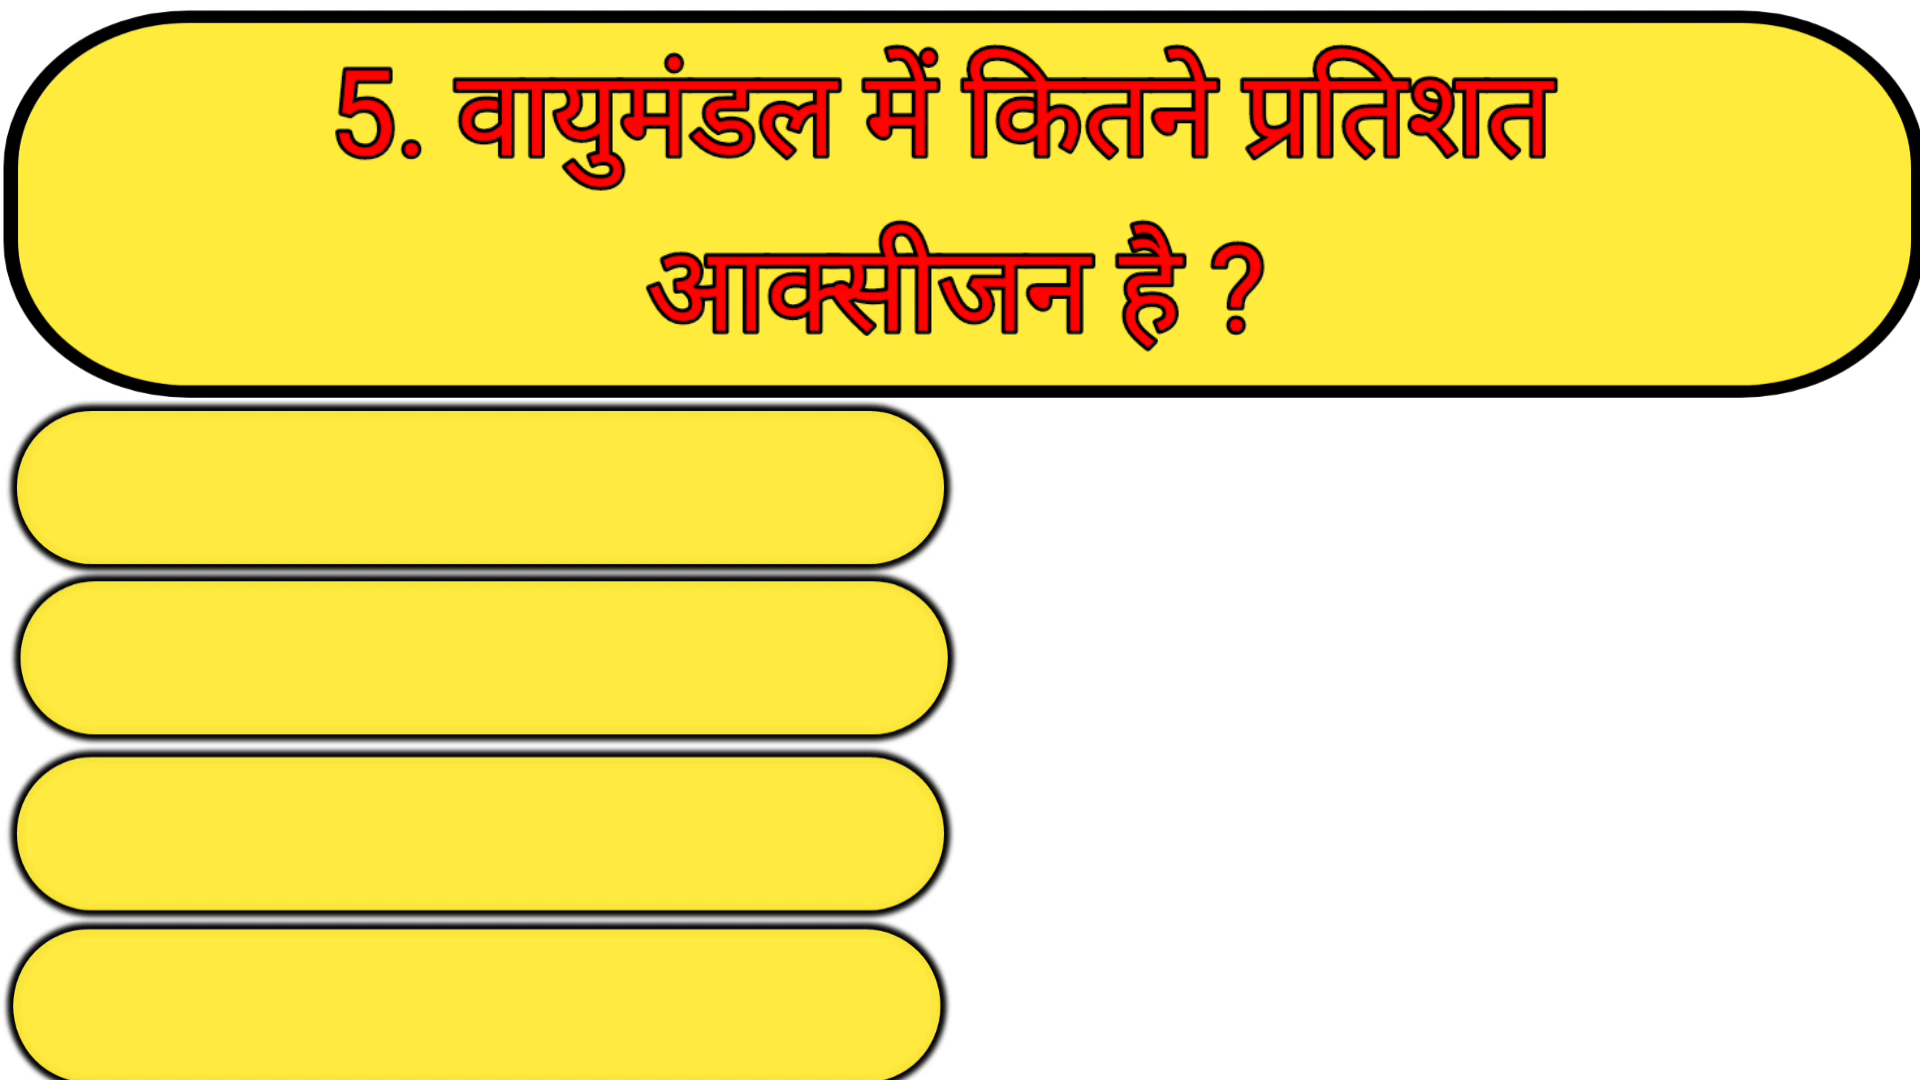 5. वायुमंडल में कितने प्रतिशत
आक्सीजन है ?